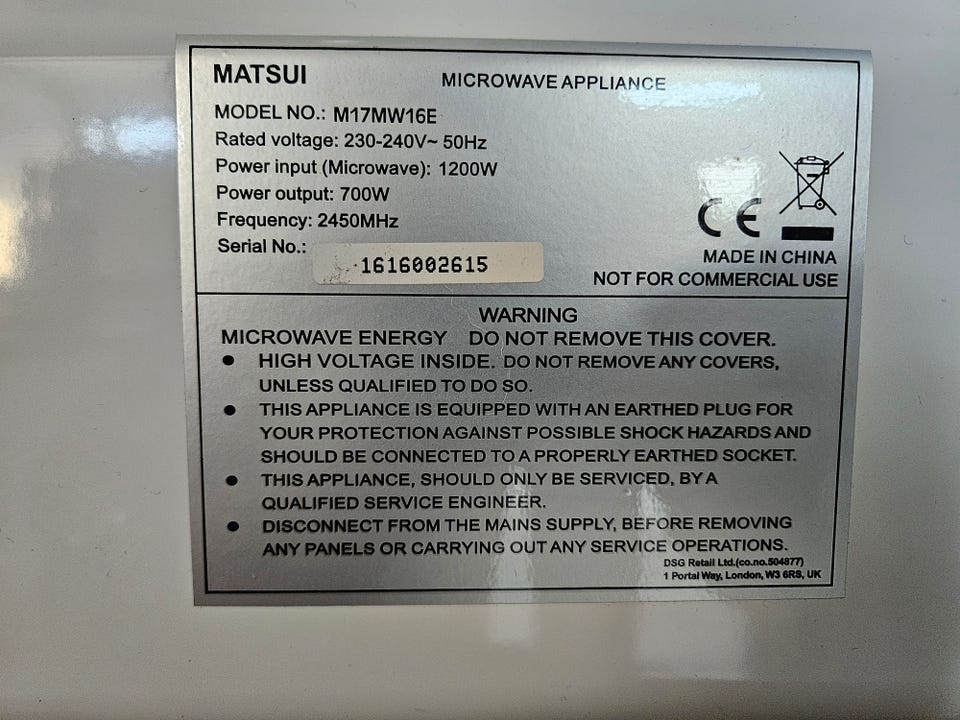 MATSUI MICROWAVE APPLIANCE
MODEL NO.: M17MW16E
Rated voltage: 230-240V~ 50Hz
Power input (Microwave): 1200W
Power output: 700W
Frequency: 2450MHz
Serial No.: 1616002615
CE
MADE IN CHINA
NOT FOR COMMERCIAL USE
WARNING
MICROWAVE ENERGY DO NOT REMOVE THIS COVER.
● HIGH VOLTAGE INSIDE. DO NOT REMOVE ANY COVERS,
UNLESS QUALIFIED TO DO SO.
● THIS APPLIANCE IS EQUIPPED WITH AN EARTHED PLUG FOR
YOUR PROTECTION AGAINST POSSIBLE SHOCK HAZARDS AND
SHOULD BE CONNECTED TO A PROPERLY EARTHED SOCKET.
● THIS APPLIANCE, SHOULD ONLY BE SERVICED, BY A
QUALIFIED SERVICE ENGINEER.
● DISCONNECT FROM THE MAINS SUPPLY, BEFORE REMOVING
ANY PANELS OR CARRYING OUT ANY SERVICE OPERATIONS.
DSG Retail Ltd.(co.no.504877)
1 Portal Way, London, W3 6RS, UK